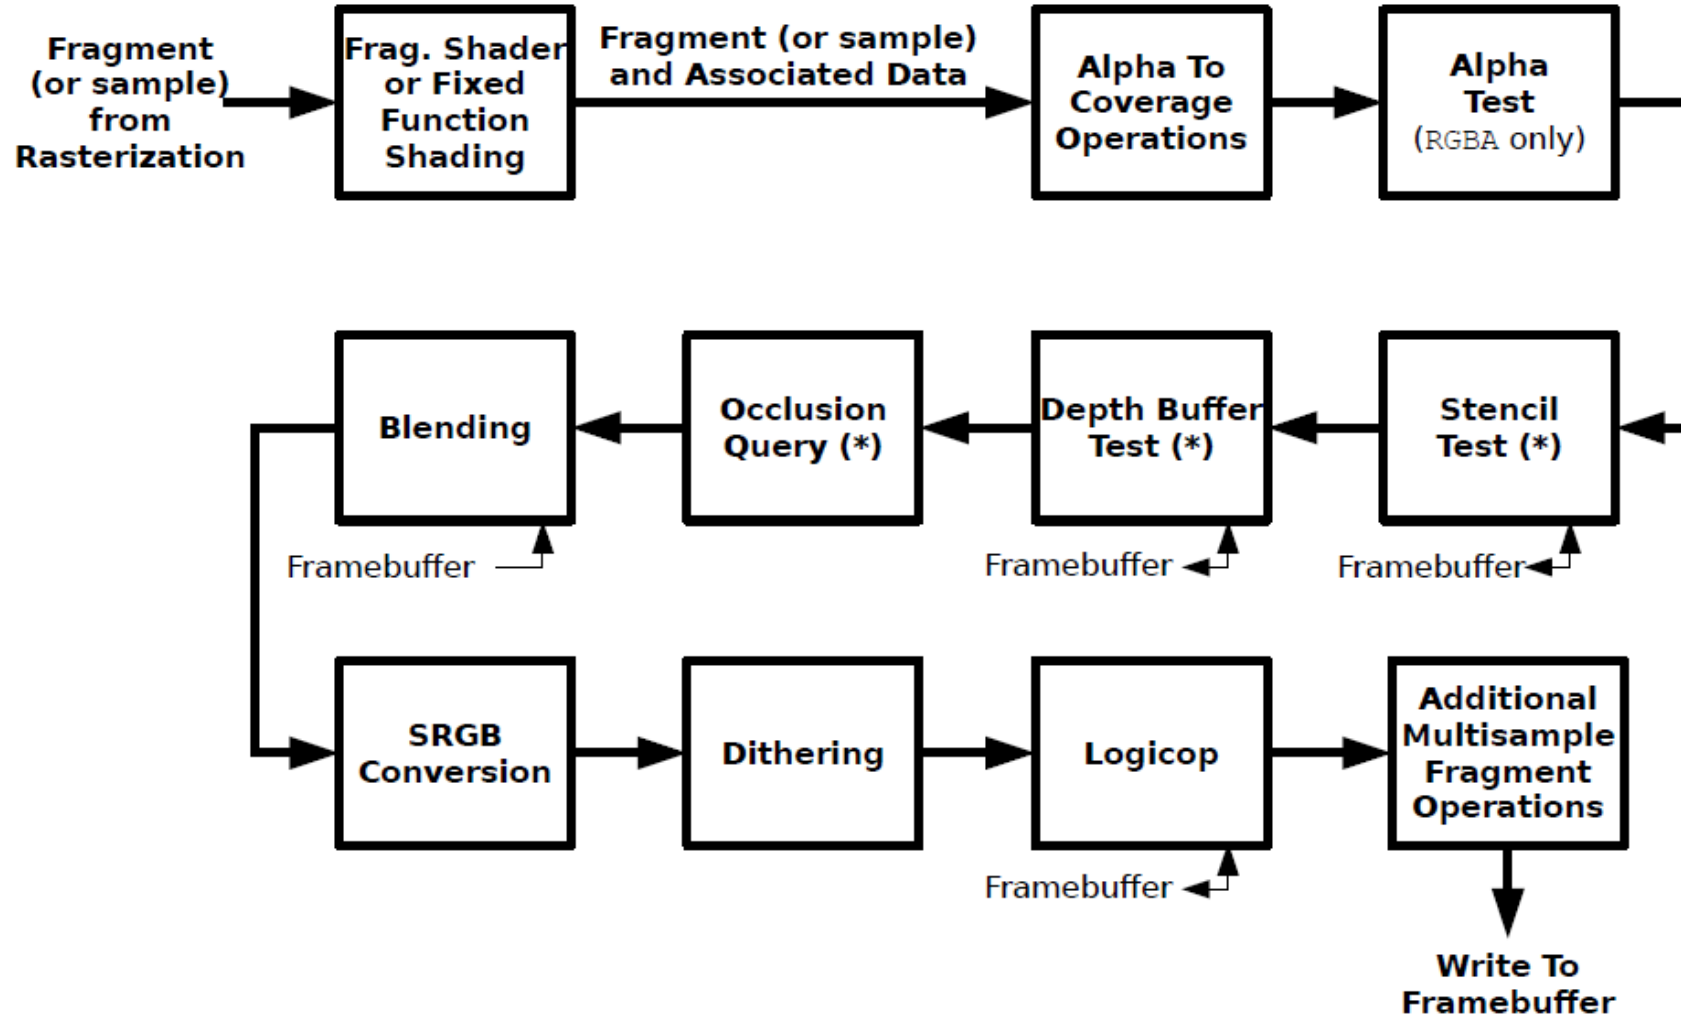 Fragment
(or sample)
from
Rasterization
Frag. Shader
or Fixed
Function
Shading
Fragment (or sample)
and Associated Data
Alpha To
Coverage
Operations
Alpha
Test
(RGBA only)
Blending
Occlusion
Query (*)
Depth Buffer
Test (*)
Stencil
Test (*)
Framebuffer
Framebuffer
Framebuffer
SRGB
Conversion
Dithering
Logicop
Additional
Multisample
Fragment
Operations
Framebuffer
Write To
Framebuffer